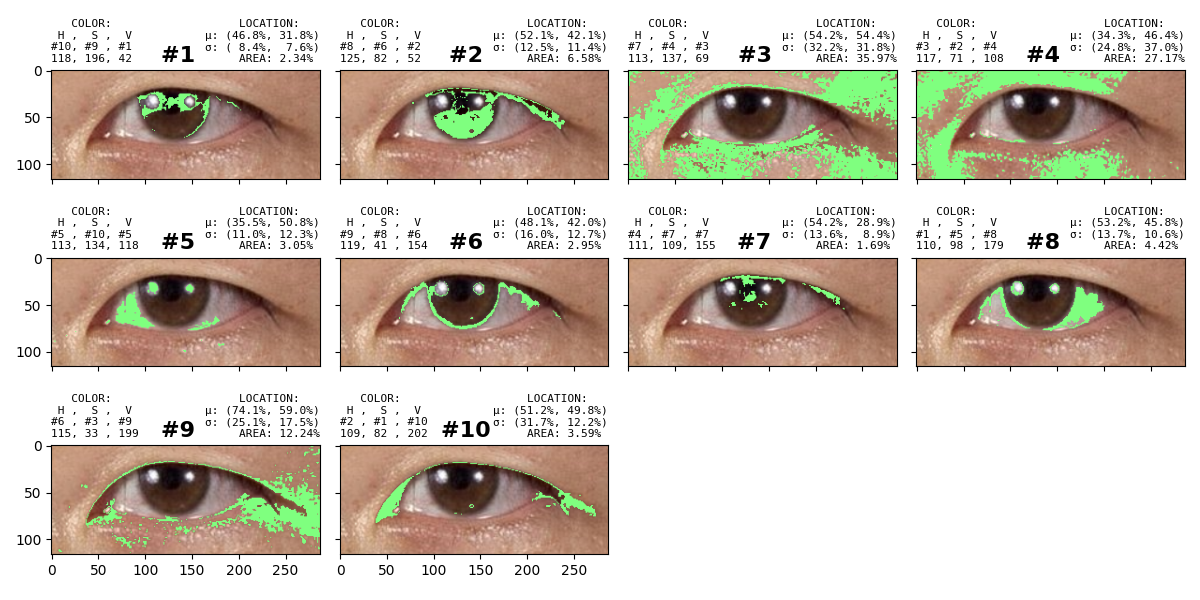 COLOR: LOCATION:
H , S , V μ: (46.8%, 31.8%)
#10, #9 , #1 #1 σ: ( 8.4%, 7.6%)
118, 196, 42 AREA: 2.34%
COLOR: LOCATION:
H , S , V μ: (52.1%, 42.1%)
#8 , #6 , #2 #2 σ: (12.5%, 11.4%)
125, 82 , 52 AREA: 6.58%
COLOR: LOCATION:
H , S , V μ: (54.2%, 54.4%)
#7 , #4 , #3 #3 σ: (32.2%, 31.8%)
113, 137, 69 AREA: 35.97%
COLOR: LOCATION:
H , S , V μ: (34.3%, 46.4%)
#3 , #2 , #4 #4 σ: (24.8%, 37.0%)
117, 71 , 108 AREA: 27.17%
0
50
100
COLOR: LOCATION:
H , S , V μ: (35.5%, 50.8%)
#5 , #10, #5 #5 σ: (11.0%, 12.3%)
113, 134, 118 AREA: 3.05%
COLOR: LOCATION:
H , S , V μ: (48.1%, 42.0%)
#9 , #8 , #6 #6 σ: (16.0%, 12.7%)
119, 41 , 154 AREA: 2.95%
COLOR: LOCATION:
H , S , V μ: (54.2%, 28.9%)
#4 , #7 , #7 #7 σ: (13.6%, 8.9%)
111, 109, 155 AREA: 1.69%
COLOR: LOCATION:
H , S , V μ: (53.2%, 45.8%)
#1 , #5 , #8 #8 σ: (13.7%, 10.6%)
110, 98 , 179 AREA: 4.42%
0
50
100
COLOR: LOCATION:
H , S , V μ: (74.1%, 59.0%)
#6 , #3 , #9 #9 σ: (25.1%, 17.5%)
115, 33 , 199 AREA: 12.24%
COLOR: LOCATION:
H , S , V μ: (51.2%, 49.8%)
#2 , #1 , #10 #10 σ: (31.7%, 12.2%)
109, 82 , 202 AREA: 3.59%
0
50
100
0 50 100 150 200 250
0 50 100 150 200 250